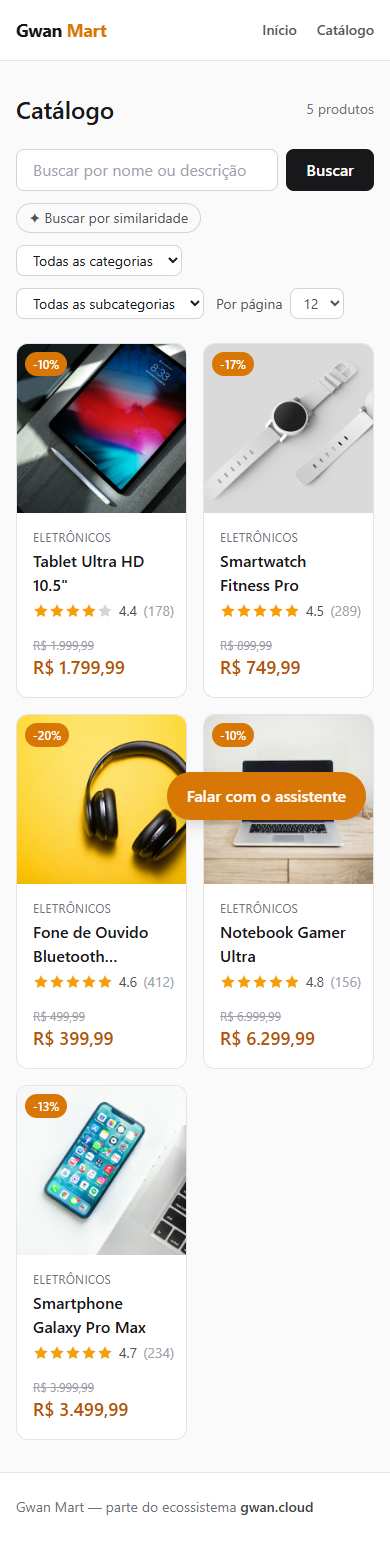 Gwan Mart Início Catálogo
Catálogo 5 produtos
Buscar por nome ou descrição Buscar
✦ Buscar por similaridade
Todas as categorias
Todas as subcategorias Por página 12
-10% -17%
8:33
ELETRÔNICOS
Tablet Ultra HD
10.5"
4.4 (178)
R$ 1.999,99
R$ 1.799,99
ELETRÔNICOS
Smartwatch
Fitness Pro
4.5 (289)
R$ 899,99
R$ 749,99
-20% -10%
Falar com o assistente
ELETRÔNICOS
Fone de Ouvido
Bluetooth...
4.6 (412)
R$ 499,99
R$ 399,99
ELETRÔNICOS
Notebook Gamer
Ultra
4.8 (156)
R$ 6.999,99
R$ 6.299,99
-13%
ELETRÔNICOS
Smartphone
Galaxy Pro Max
4.7 (234)
R$ 3.999,99
R$ 3.499,99
Gwan Mart — parte do ecossistema gwan.cloud